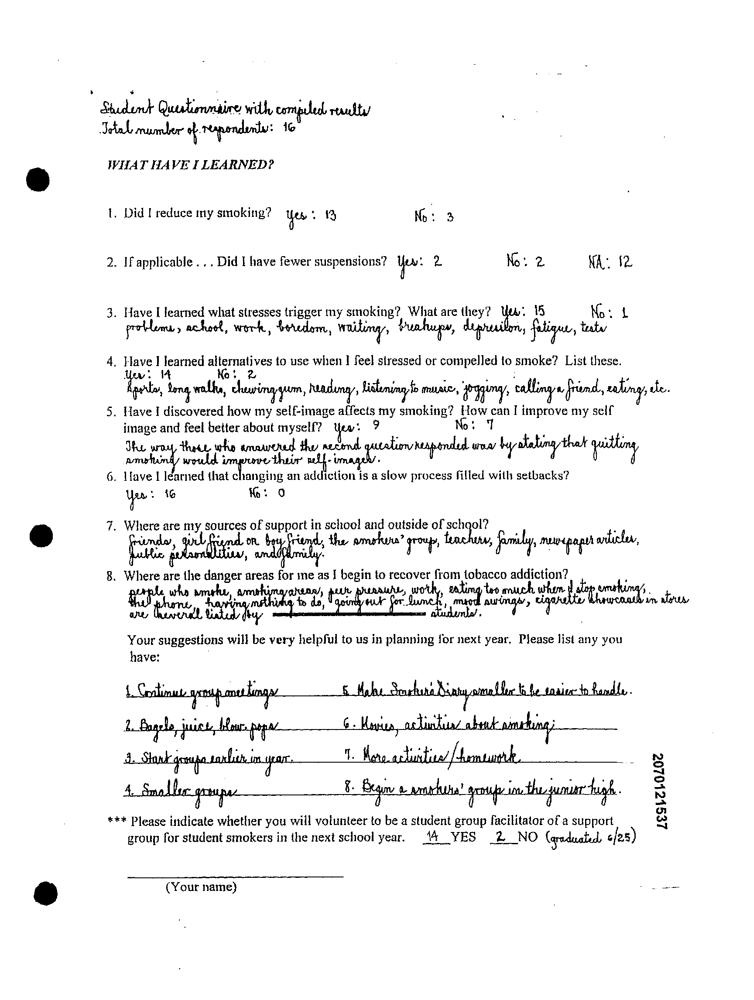 Student Questionnaire with compiled results
Total number of respondents: 16
WHAT HAVE I LEARNED?
1. Did I reduce my smoking? Yes: 13 No: 3
2. If applicable . . . Did I have fewer suspensions? Yes: 2 No: 2 NA: 12
3. Have I learned what stresses trigger my smoking? What are they? Yes: 15 No: 1
problems, school, work, boredom, waiting, breakups, depression, fatigue, tests
4. Have I learned alternatives to use when I feel stressed or compelled to smoke? List these.
Yes: 14 No: 2
Sports, long walks, chewing gum, reading, listening to music, jogging, calling a friend, eating, etc.
5. Have I discovered how my self-image affects my smoking? How can I improve my self
image and feel better about myself? Yes: 9 No: 7
The way those who answered the second question responded was by stating that quitting
smoking would improve their self-images.
6. Have I learned that changing an addiction is a slow process filled with setbacks?
Yes: 16 No: 0
7. Where are my sources of support in school and outside of school?
friends, girlfriend or boyfriend, the smokers' group, teachers, family, newspaper articles,
public personalities, and family.
8. Where are the danger areas for me as I begin to recover from tobacco addiction?
people who smoke, smoking areas, peer pressure, work, eating too much when I stop smoking,
the phone, having nothing to do, going out for lunch, mood swings, cigarette showcases in stores
are several listed by students.
Your suggestions will be very helpful to us in planning for next year. Please list any you
have:
1. Continue group meetings 5. Make Smokers' Diary smaller to be easier to handle.
2. Bagels, juice, blow pops 6. Movies, activities about smoking;
3. Start groups earlier in year. 7. More activities/homework
4. Smaller groups 8. Begin a smokers' group in the junior high.
*** Please indicate whether you will volunteer to be a student group facilitator of a support
group for student smokers in the next school year. 14 YES 2 NO (graduated 6/25)
(Your name)
2070121537